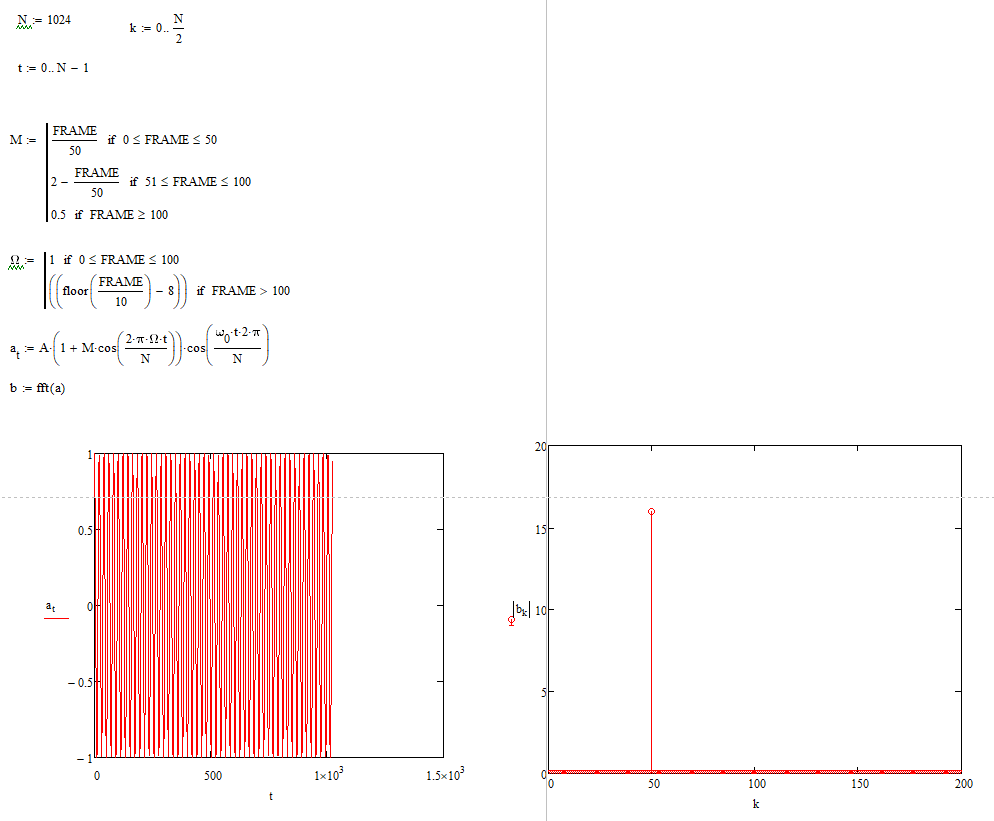 N := 1024
k := 0.. N/2
t := 0.. N − 1
M := | FRAME/50 if 0 ≤ FRAME ≤ 50
2 − FRAME/50 if 51 ≤ FRAME ≤ 100
0.5 if FRAME ≥ 100
Ω := | 1 if 0 ≤ FRAME ≤ 100
((floor(FRAME/10) − 8)) if FRAME > 100
a_t := A·(1 + M·cos(2·π·Ω·t/N))·cos(ω_0·t·2·π/N)
b := fft(a)
1
0.5
a_t
0
− 0.5
− 1
0 500 1×10^3 1.5×10^3
t
20
15
|b_k|
10
5
0
0 50 100 150 200
k